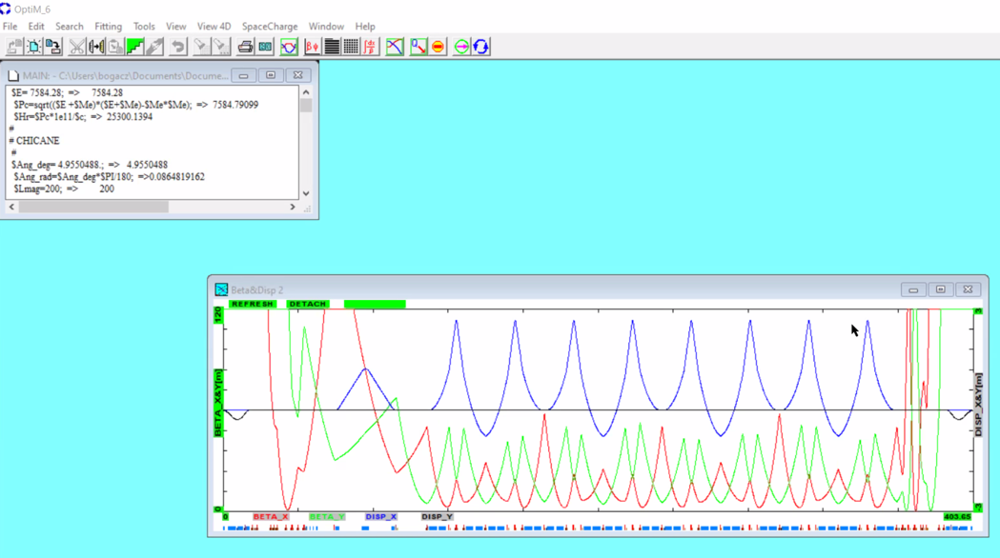 OptiM_6
File Edit Search Fitting Tools View View 4D SpaceCharge Window Help
MAIN: - C:\Users\bogacz\Documents\Docume...
$E= 7584.28; => 7584.28
$Pc=sqrt(($E +$Me)*($E+$Me)-$Me*$Me); => 7584.79099
$Hr=$Pc*1e11/$c; => 25300.1394
#
# CHICANE
#
$Ang_deg= 4.9550488.; => 4.9550488
$Ang_rad=$Ang_deg*$PI/180; =>0.0864819162
$Lmag=200; => 200
Beta&Disp 2
REFRESH DETACH
120
3
BETA_X&Y[m]
DISP_X&Y[m]
0
-3
0 BETA_X BETA_Y DISP_X DISP_Y 403.65